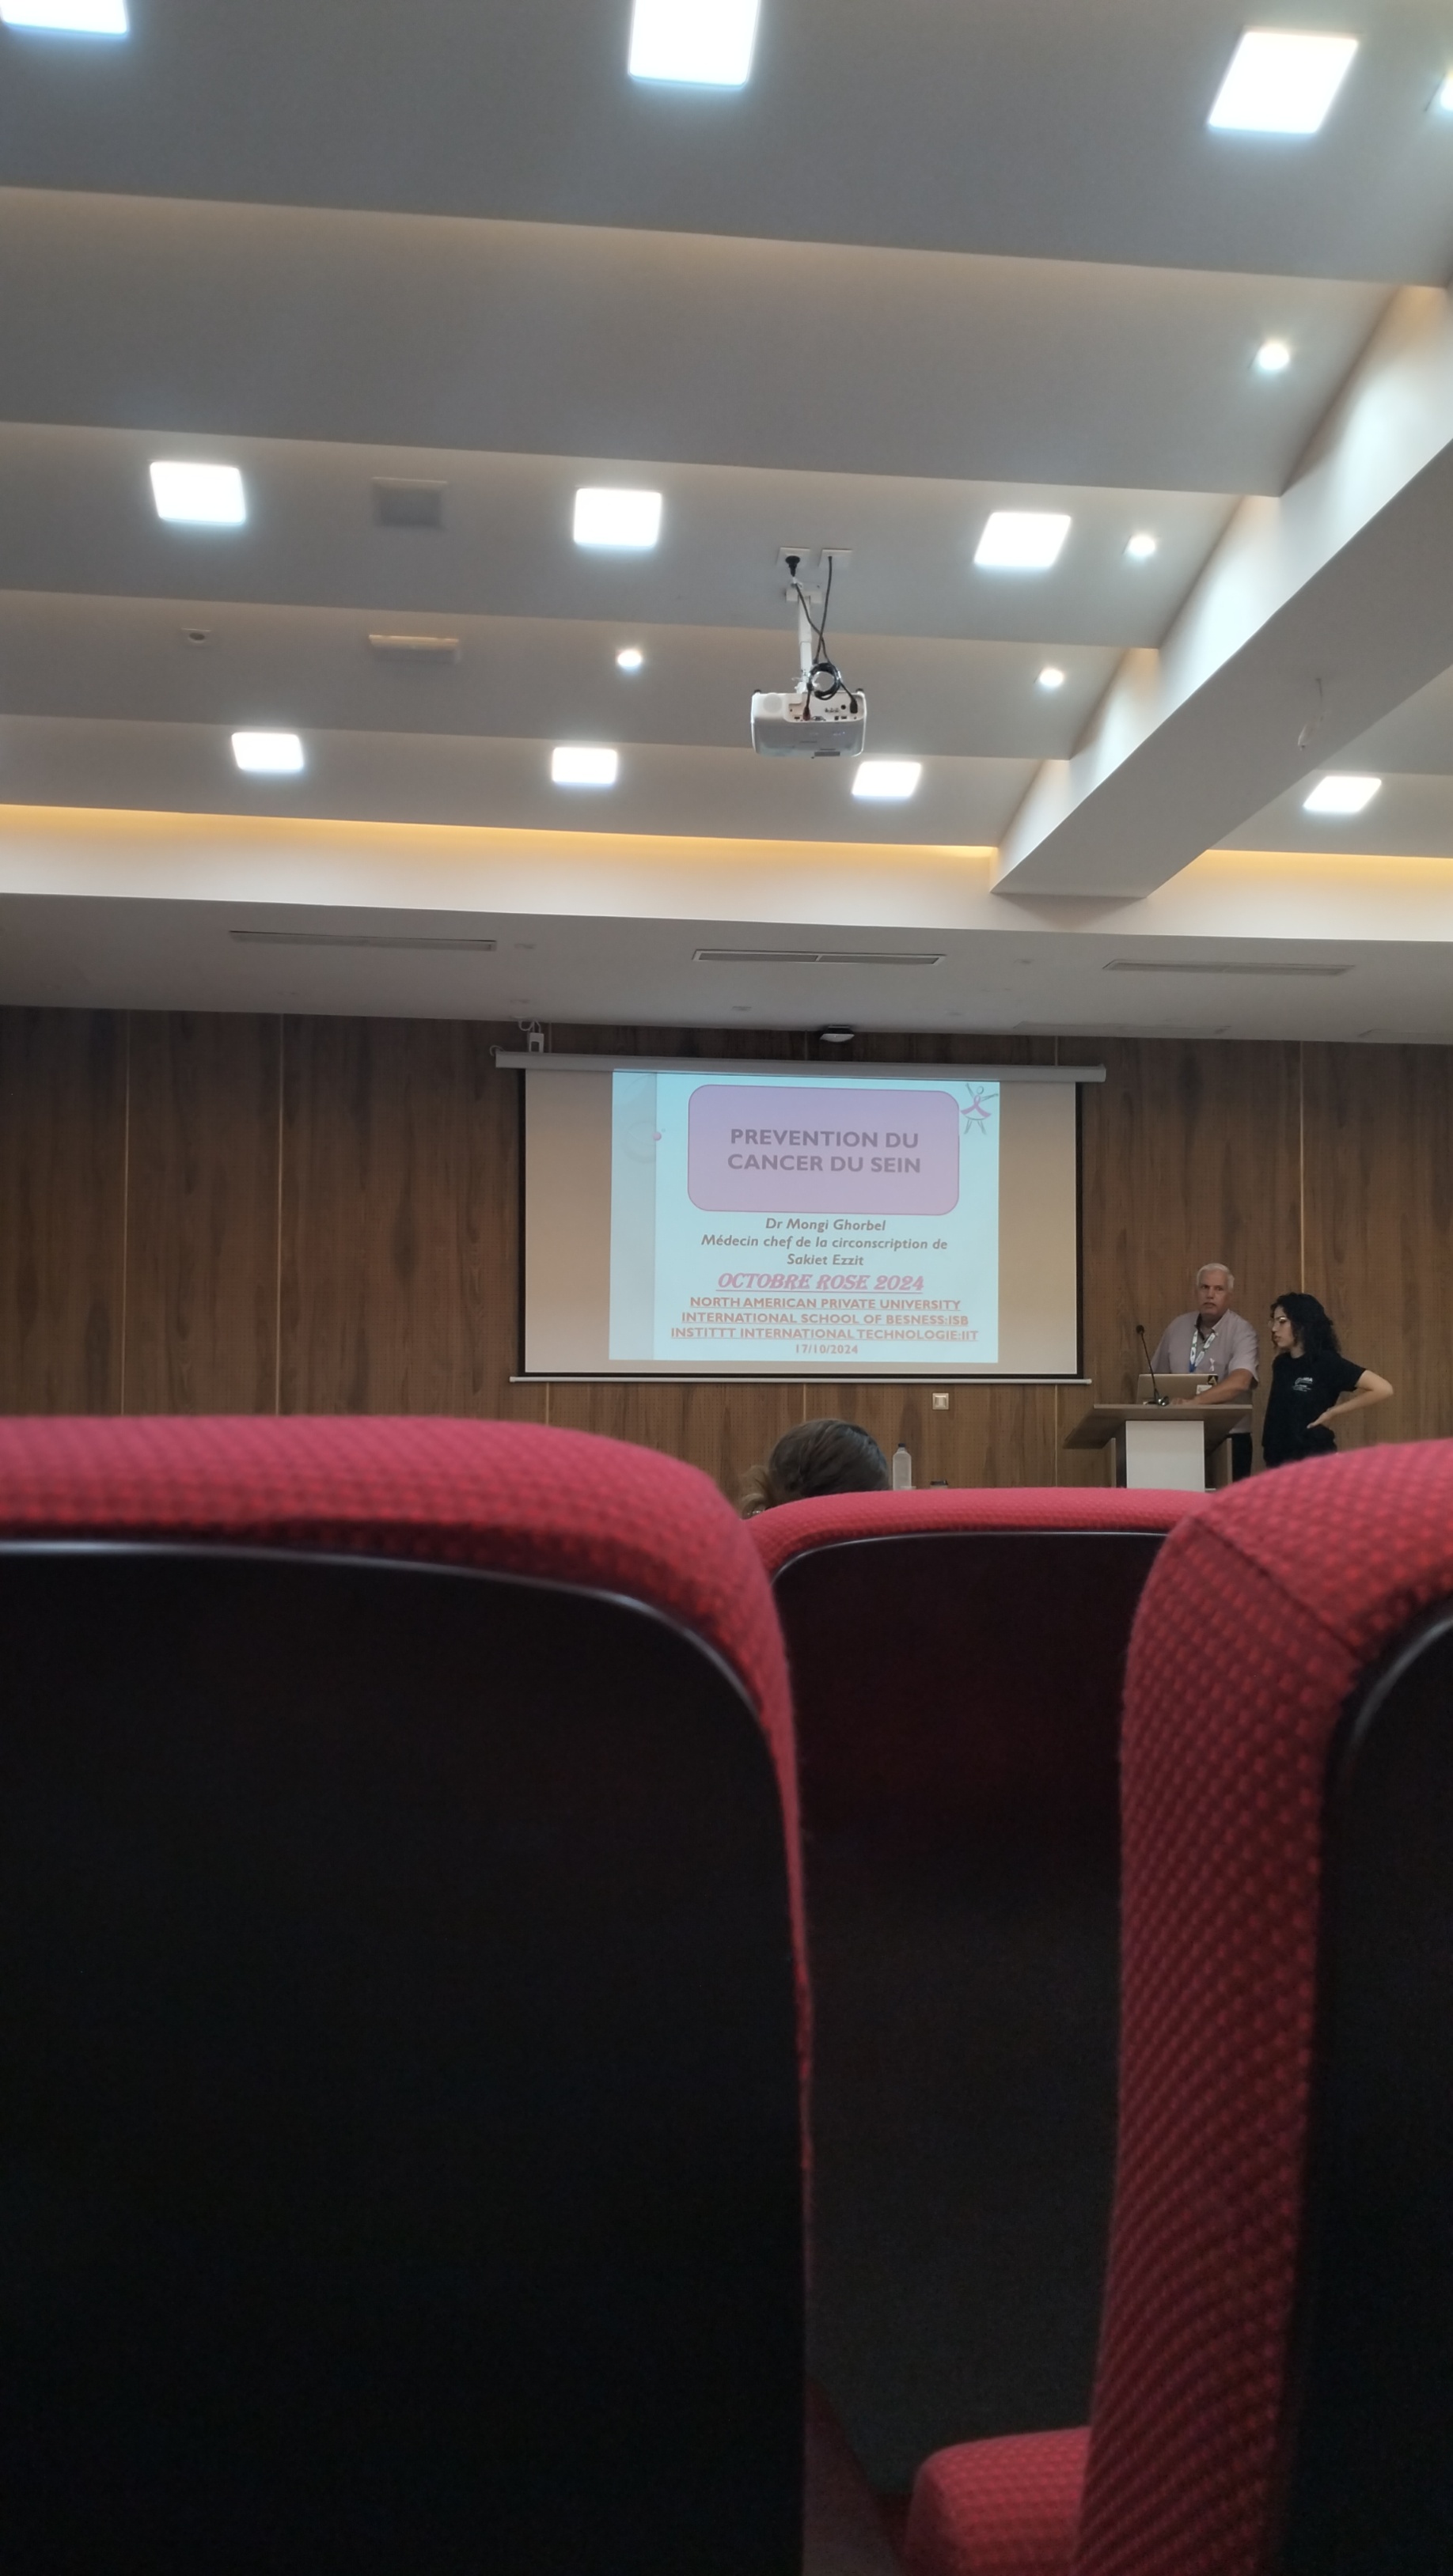 PREVENTION DU
CANCER DU SEIN
Dr Mongi Ghorbel
Médecin chef de la circonscription de
Sakiet Ezzit
OCTOBRE ROSE 2024
NORTH AMERICAN PRIVATE UNIVERSITY
INTERNATIONAL SCHOOL OF BESNESS:ISB
INSTITTT INTERNATIONAL TECHNOLOGIE:IIT
17/10/2024